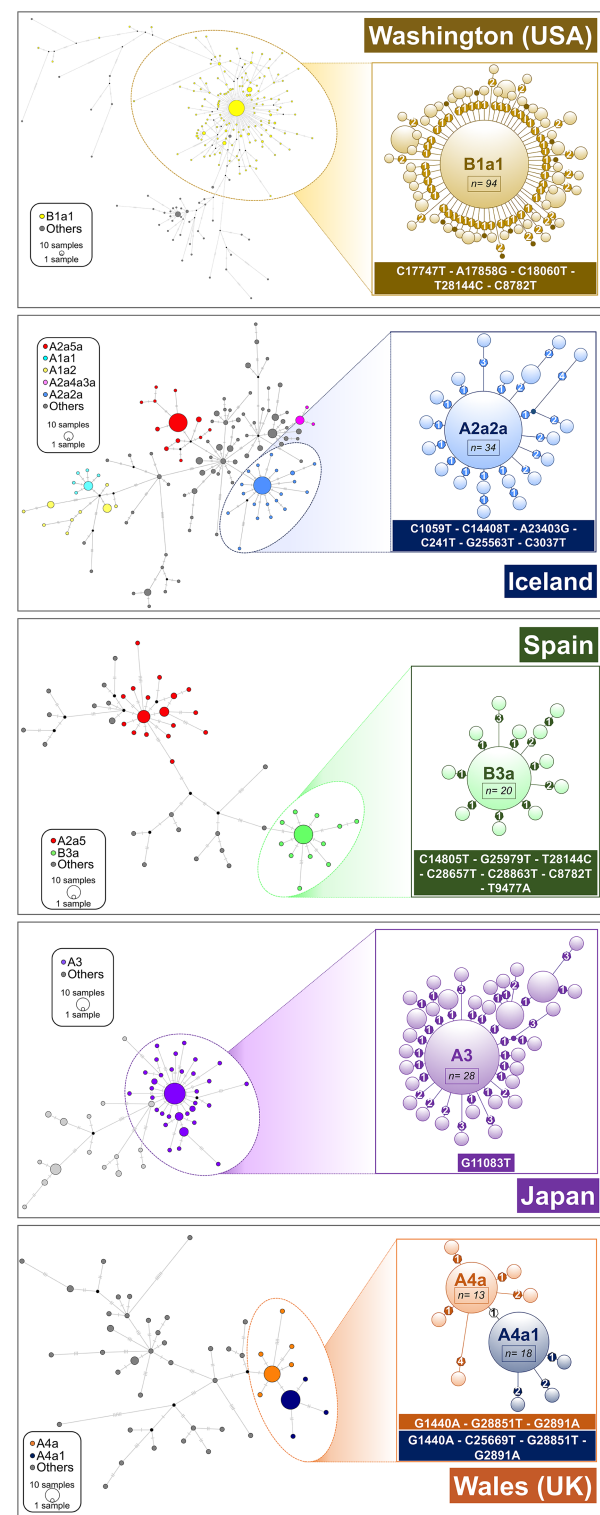 Washington (USA)
B1a1
n= 94
B1a1
Others
10 samples
1 sample
C17747T - A17858G - C18060T -
T28144C - C8782T
A2a5a
A1a1
A1a2
A2a4a3a
A2a2a
Others
10 samples
1 sample
A2a2a
n= 34
C1059T - C14408T - A23403G -
C241T - G25563T - C3037T
Iceland
Spain
B3a
n= 20
A2a5
B3a
Others
10 samples
1 sample
C14805T - G25979T - T28144C
- C28657T - C28863T - C8782T
- T9477A
A3
Others
10 samples
1 sample
A3
n= 28
G11083T
Japan
A4a
n= 13
A4a1
n= 18
G1440A - G28851T - G2891A
G1440A - C25669T - G28851T -
G2891A
A4a
A4a1
Others
10 samples
1 sample
Wales (UK)